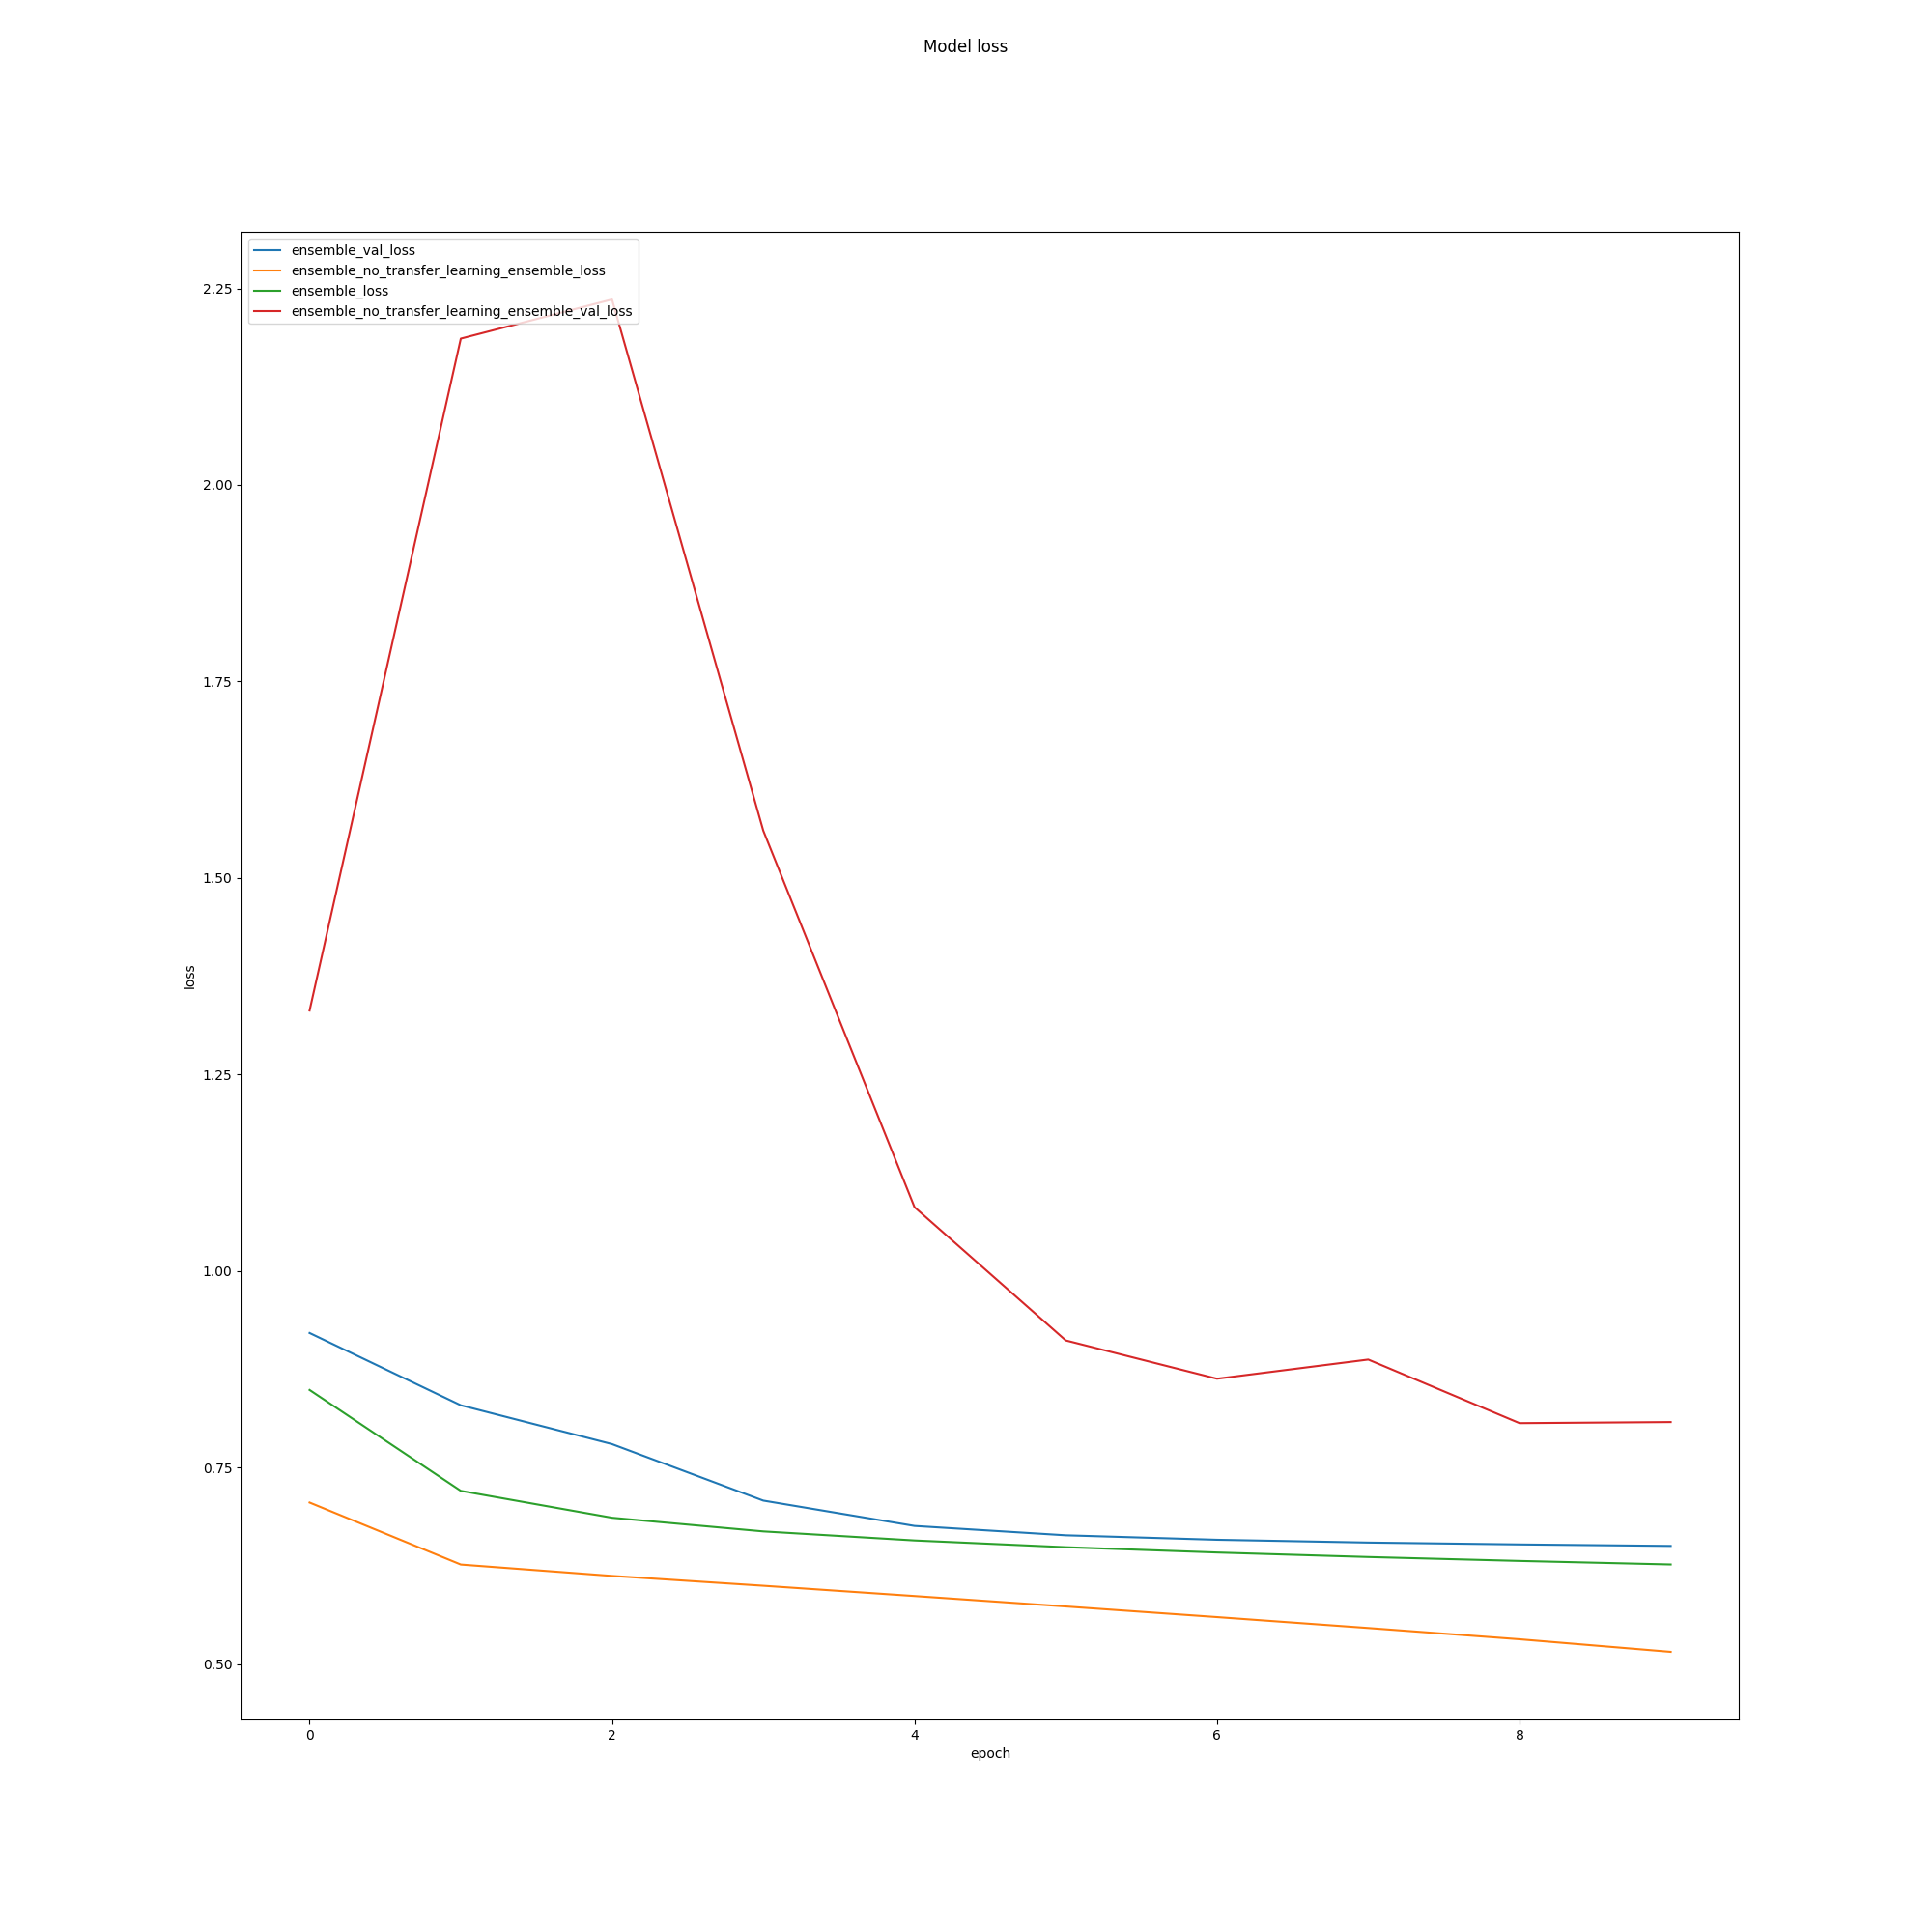 Model loss
ensemble_val_loss
ensemble_no_transfer_learning_ensemble_loss
ensemble_loss
ensemble_no_transfer_learning_ensemble_val_loss
2.25
2.00
1.75
1.50
1.25
1.00
0.75
0.50
loss
0 2 4 6 8
epoch